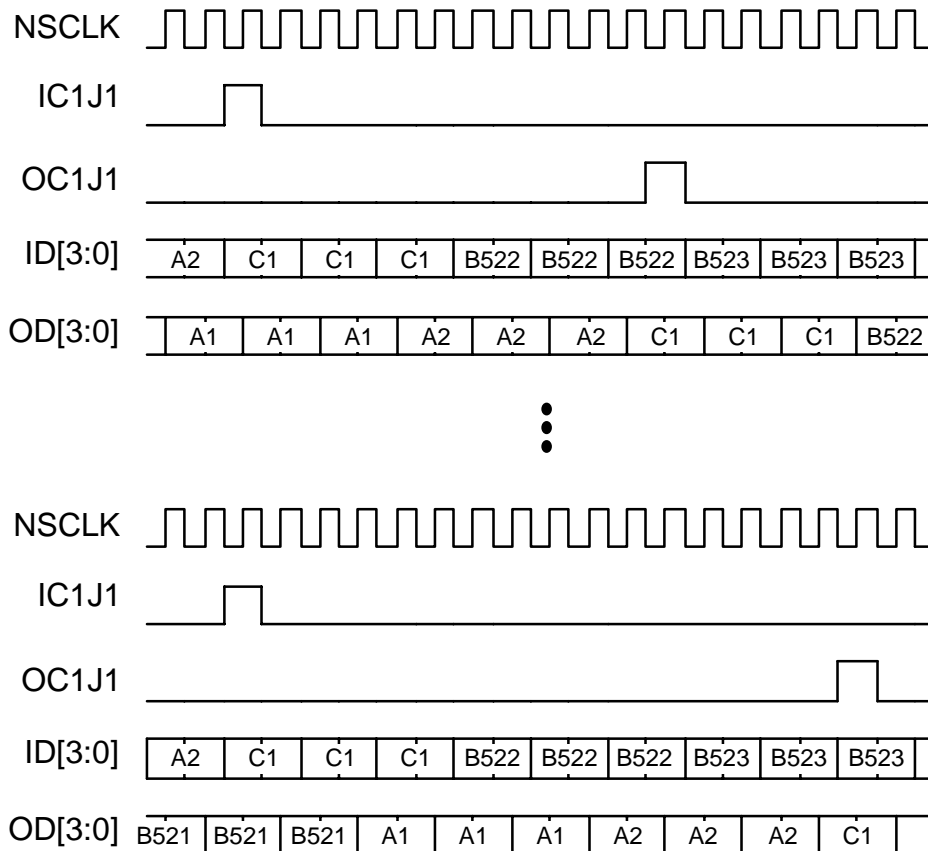 NSCLK
IC1J1
OC1J1
ID[3:0] A2 C1 C1 C1 B522 B522 B522 B523 B523 B523
OD[3:0] A1 A1 A1 A2 A2 A2 C1 C1 C1 B522
NSCLK
IC1J1
OC1J1
ID[3:0] A2 C1 C1 C1 B522 B522 B522 B523 B523 B523
OD[3:0] B521 B521 B521 A1 A1 A1 A2 A2 A2 C1